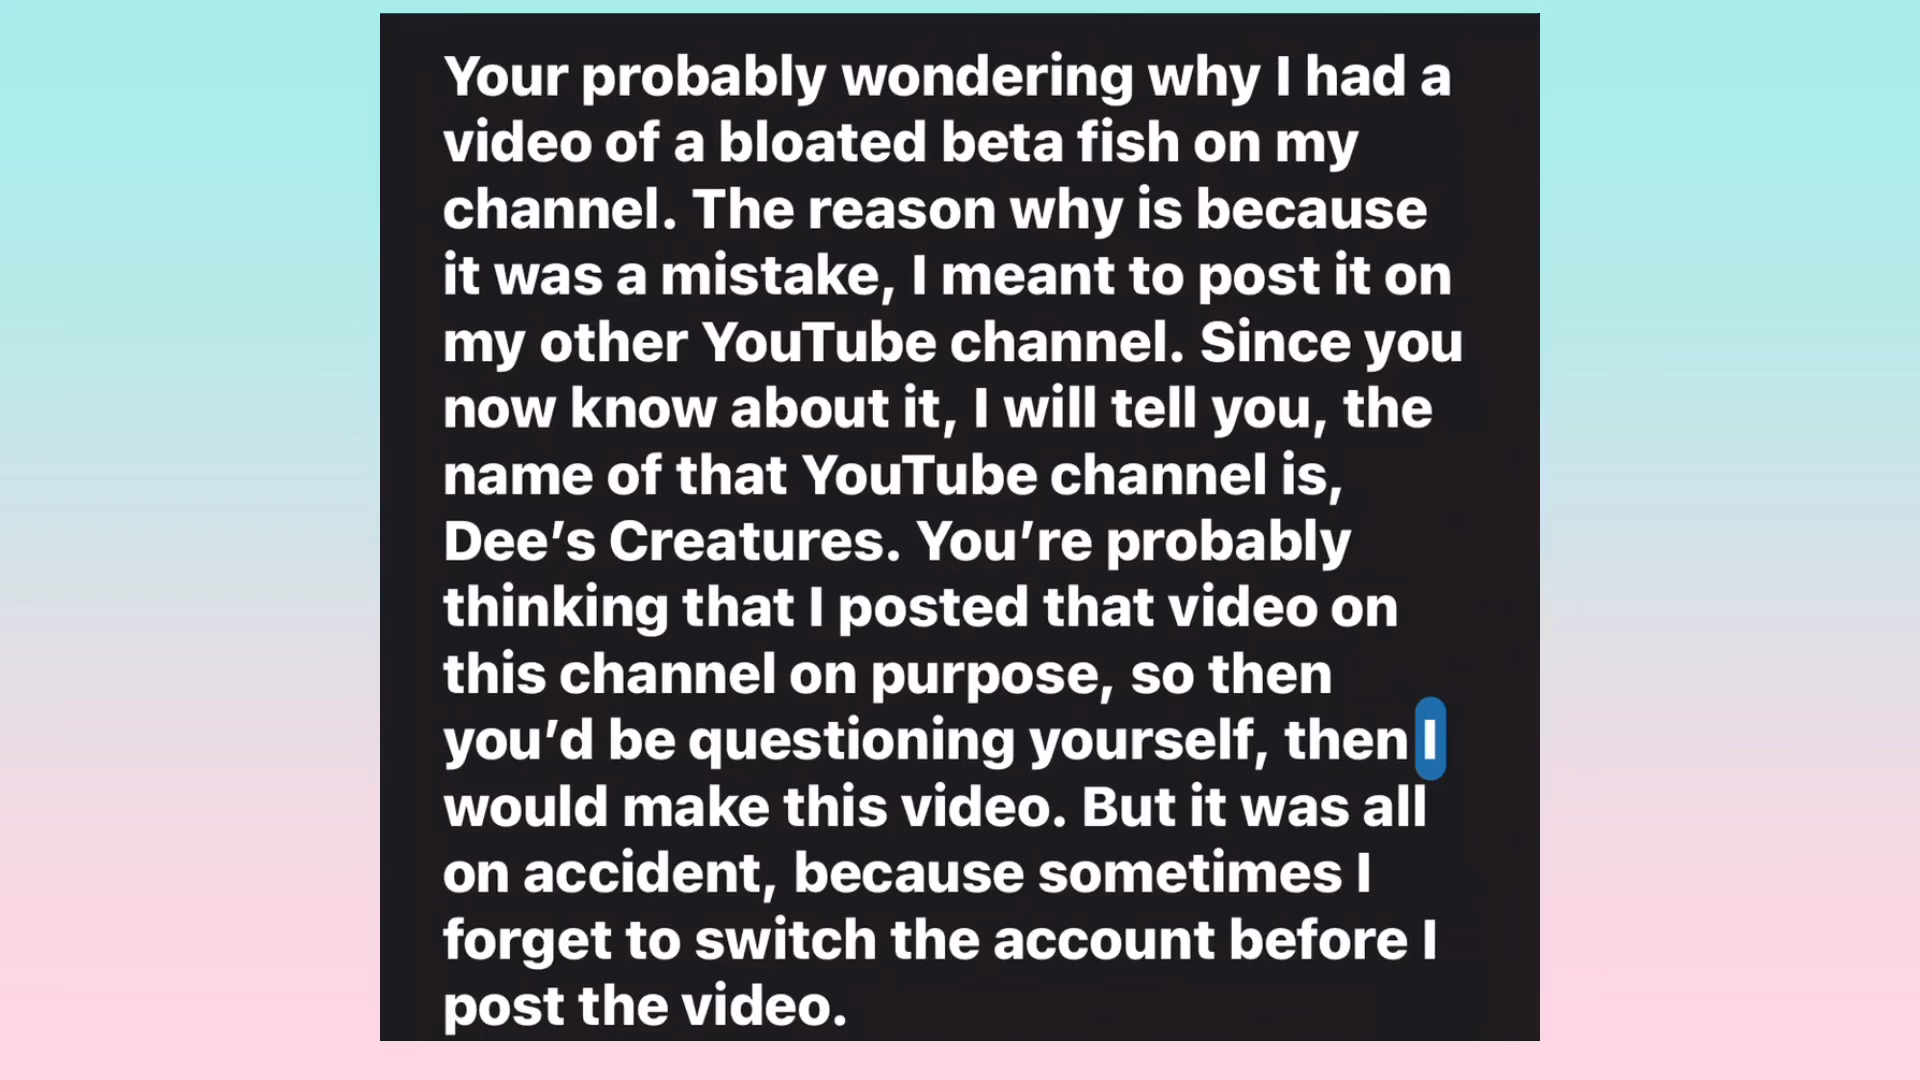 Your probably wondering why I had a
video of a bloated beta fish on my
channel. The reason why is because
it was a mistake, I meant to post it on
my other YouTube channel. Since you
now know about it, I will tell you, the
name of that YouTube channel is,
Dee’s Creatures. You’re probably
thinking that I posted that video on
this channel on purpose, so then
you’d be questioning yourself, then I
would make this video. But it was all
on accident, because sometimes I
forget to switch the account before I
post the video.